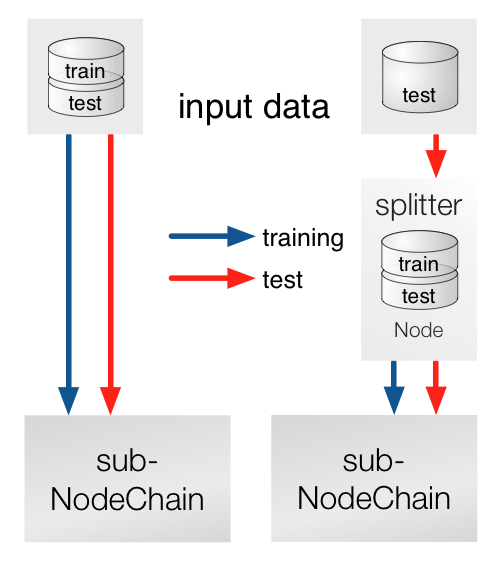 train
test
input data
test
splitter
train
test
Node
training
test
sub-
NodeChain
sub-
NodeChain